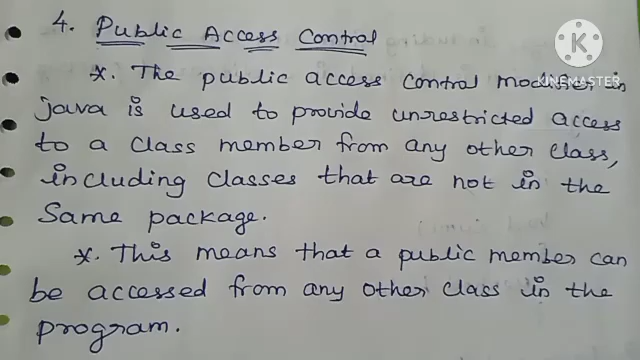 4. Public Access Control
*. The public access control modifier in
java is used to provide unrestricted access
to a class member from any other class,
including classes that are not in the
Same package.
*. This means that a public member can
be accessed from any other class in the
program.
KINEMASTER